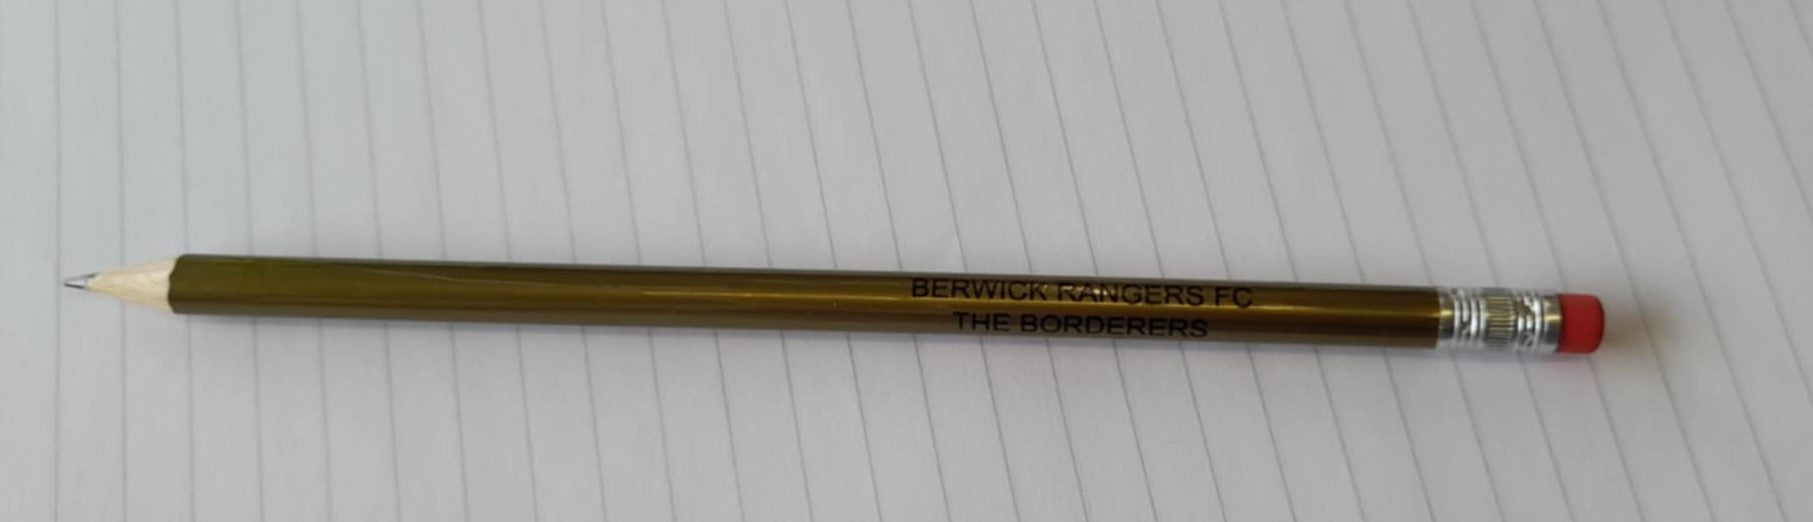 BERWICK RANGERS FC
THE BORDERERS